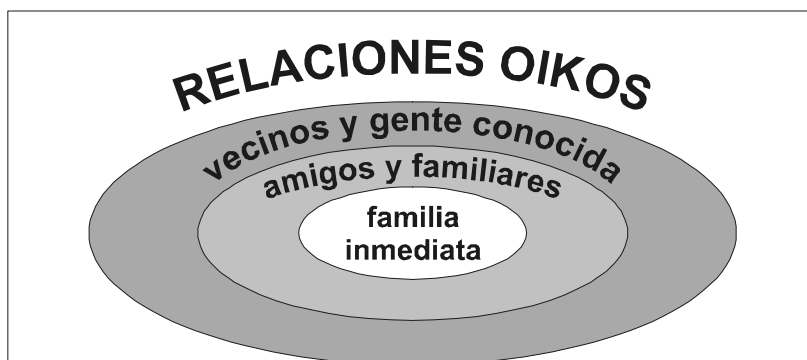 RELACIONES OIKOS
vecinos y gente conocida
amigos y familiares
familia
inmediata